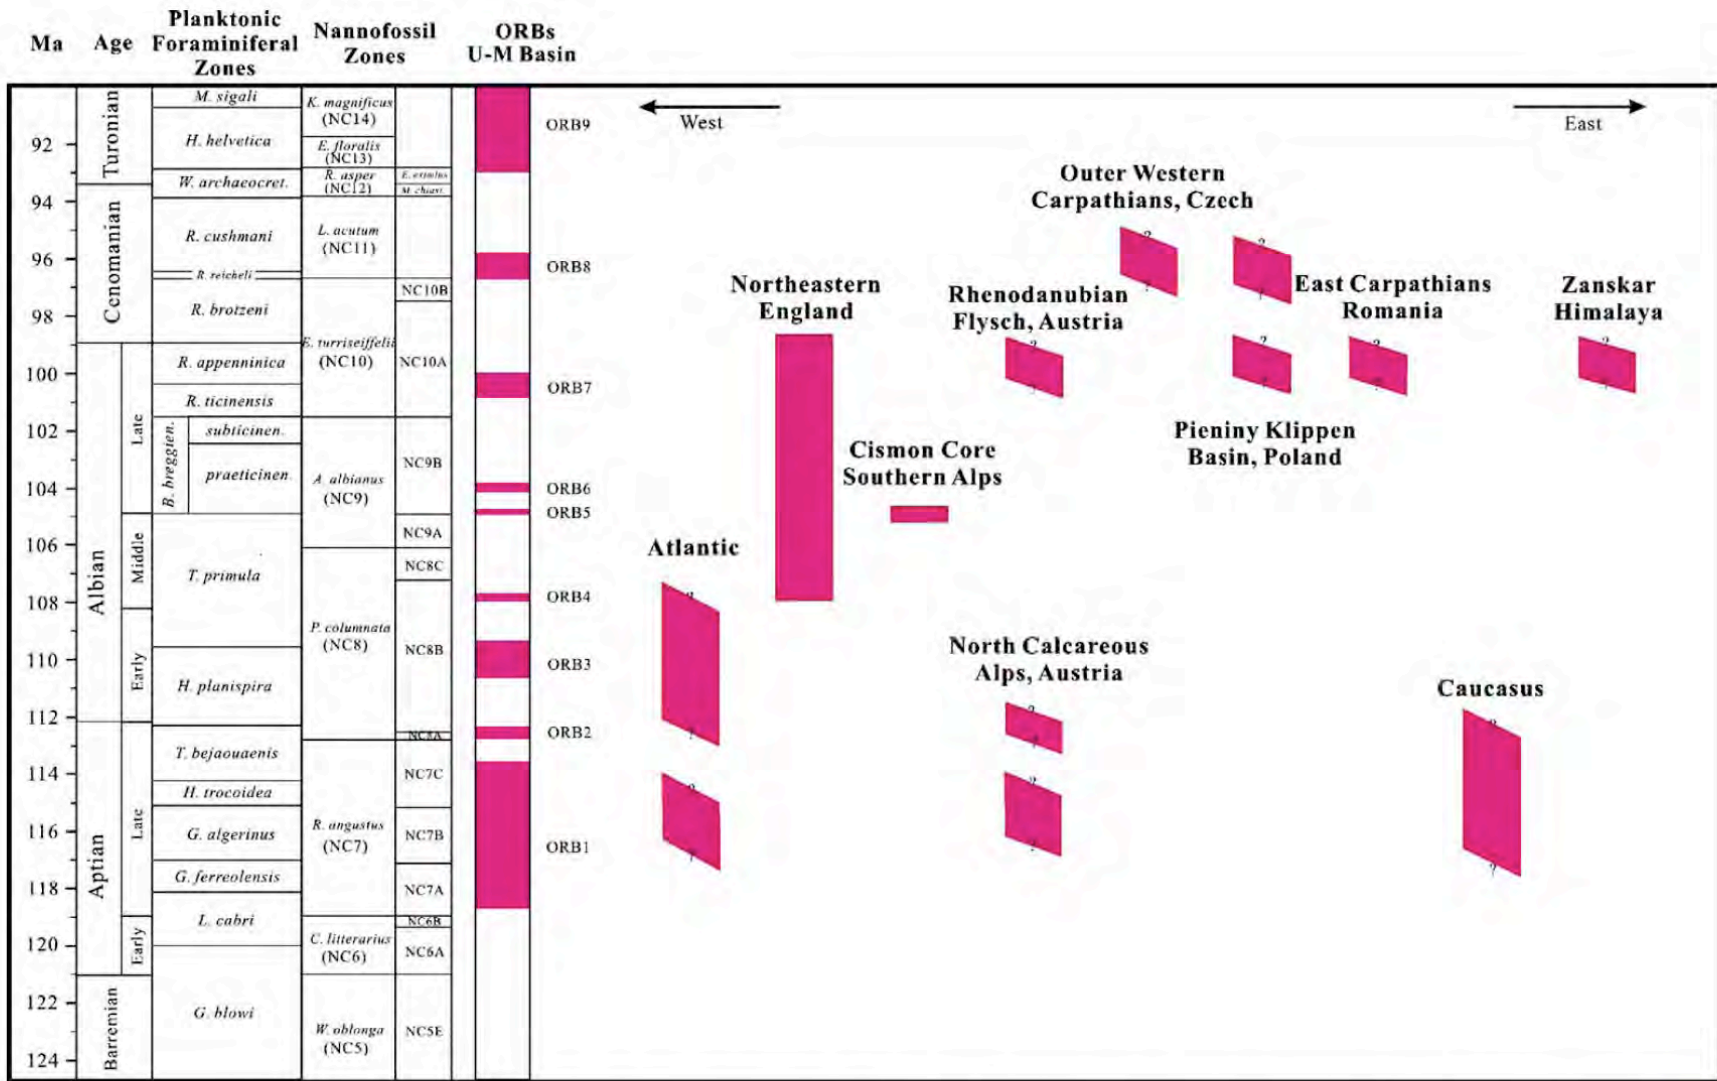 Ma
Age
Planktonic
Foraminiferal
Zones
Nannofossil
Zones
ORBs
U-M Basin
West
East
92
94
96
98
100
102
104
106
108
110
112
114
116
118
120
122
124
Turonian
Cenomanian
Albian
Aptian
Barremian
Late
Middle
Early
Late
Early
M. sigali
H. helvetica
W. archaeocret.
R. cushmani
R. reicheli
R. brotzeni
R. appenninica
R. ticinensis
B. breggien.
subticinen.
praeticinen.
T. primula
H. planispira
T. bejaouaenis
H. trocoidea
G. algerinus
G. ferreolensis
L. cabri
G. blowi
K. magnificus
(NC14)
E. floralis
(NC13)
R. asper
(NC12)
L. acutum
(NC11)
E. turriseiffelii
(NC10)
A. albianus
(NC9)
P. columnata
(NC8)
R. angustus
(NC7)
C. litterarius
(NC6)
W. oblonga
(NC5)
M. chiast.
NC10B
NC10A
NC9B
NC9A
NC8C
NC8B
NC8A
NC7C
NC7B
NC7A
NC6B
NC6A
NC5E
ORB9
ORB8
ORB7
ORB6
ORB5
ORB4
ORB3
ORB2
ORB1
Outer Western
Carpathians, Czech
? ?
? ?
Northeastern
England
Rhenodanubian
Flysch, Austria
East Carpathians
Romania
Zanskar
Himalaya
? ? ? ?
? ? ? ?
Pieniny Klippen
Basin, Poland
Cismon Core
Southern Alps
Atlantic
?
?
?
?
North Calcareous
Alps, Austria
?
?
?
?
Caucasus
?
?